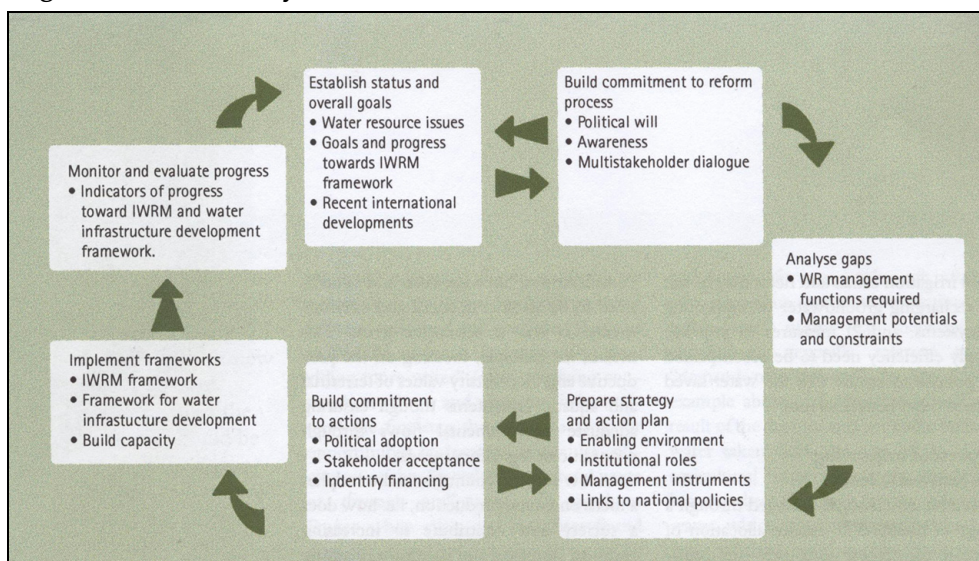 Establish status and
overall goals
• Water resource issues
• Goals and progress
towards IWRM
framework
• Recent international
developments
Build commitment to reform
process
• Political will
• Awareness
• Multistakeholder dialogue
Analyse gaps
• WR management
functions required
• Management potentials
and constraints
Prepare strategy
and action plan
• Enabling environment
• Institutional roles
• Management instruments
• Links to national policies
Build commitment
to actions
• Political adoption
• Stakeholder acceptance
• Indentify financing
Implement frameworks
• IWRM framework
• Framework for water
infrastructure development
• Build capacity
Monitor and evaluate progress
• Indicators of progress
toward IWRM and water
infrastructure development
framework.